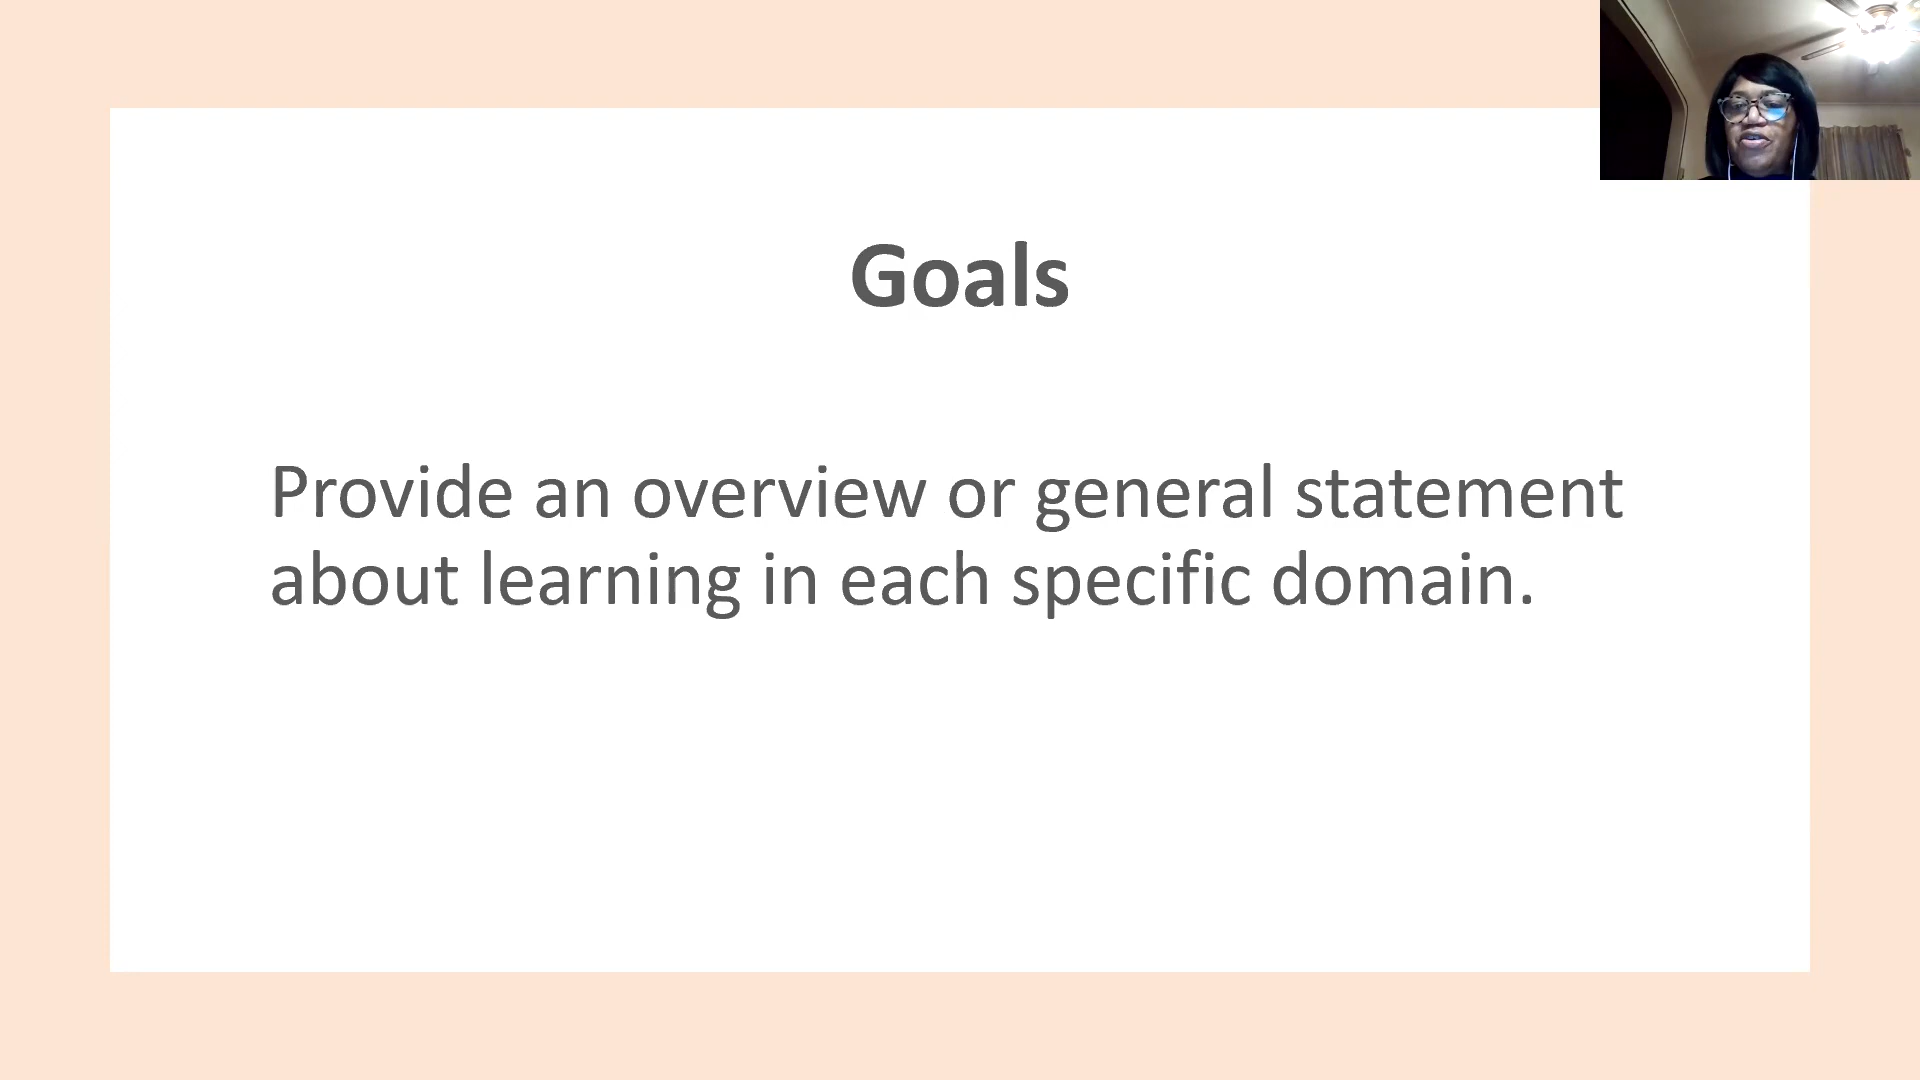 Goals
Provide an overview or general statement
about learning in each specific domain.